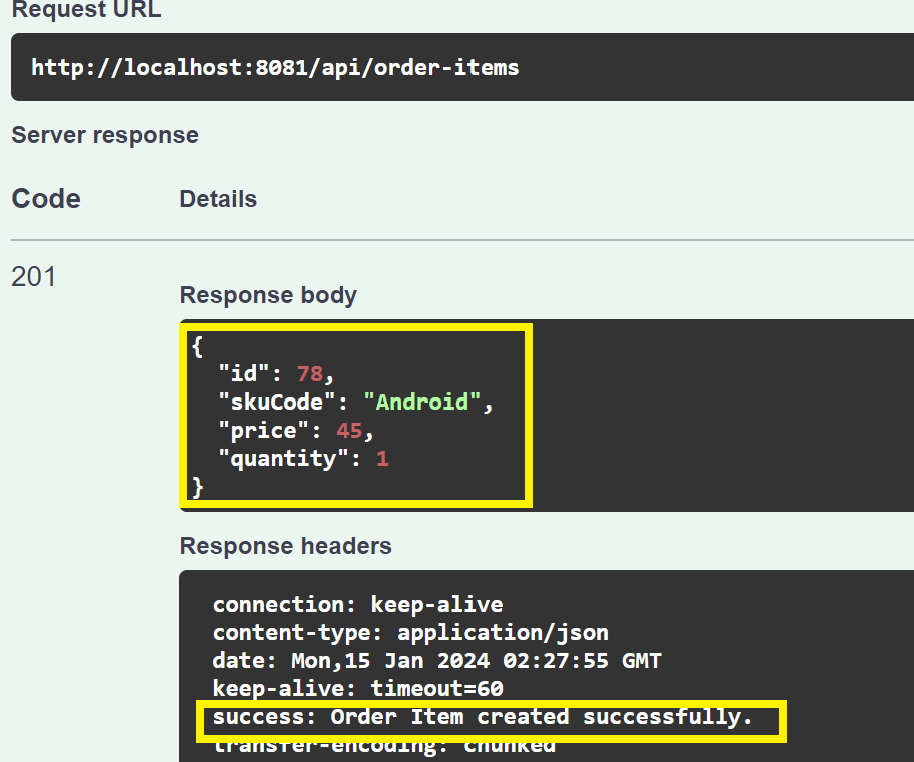 Request URL
http://localhost:8081/api/order-items
Server response
Code Details
201
Response body
{
"id": 78,
"skuCode": "Android",
"price": 45,
"quantity": 1
}
Response headers
connection: keep-alive
content-type: application/json
date: Mon,15 Jan 2024 02:27:55 GMT
keep-alive: timeout=60
success: Order Item created successfully.
transfer-encoding: chunked